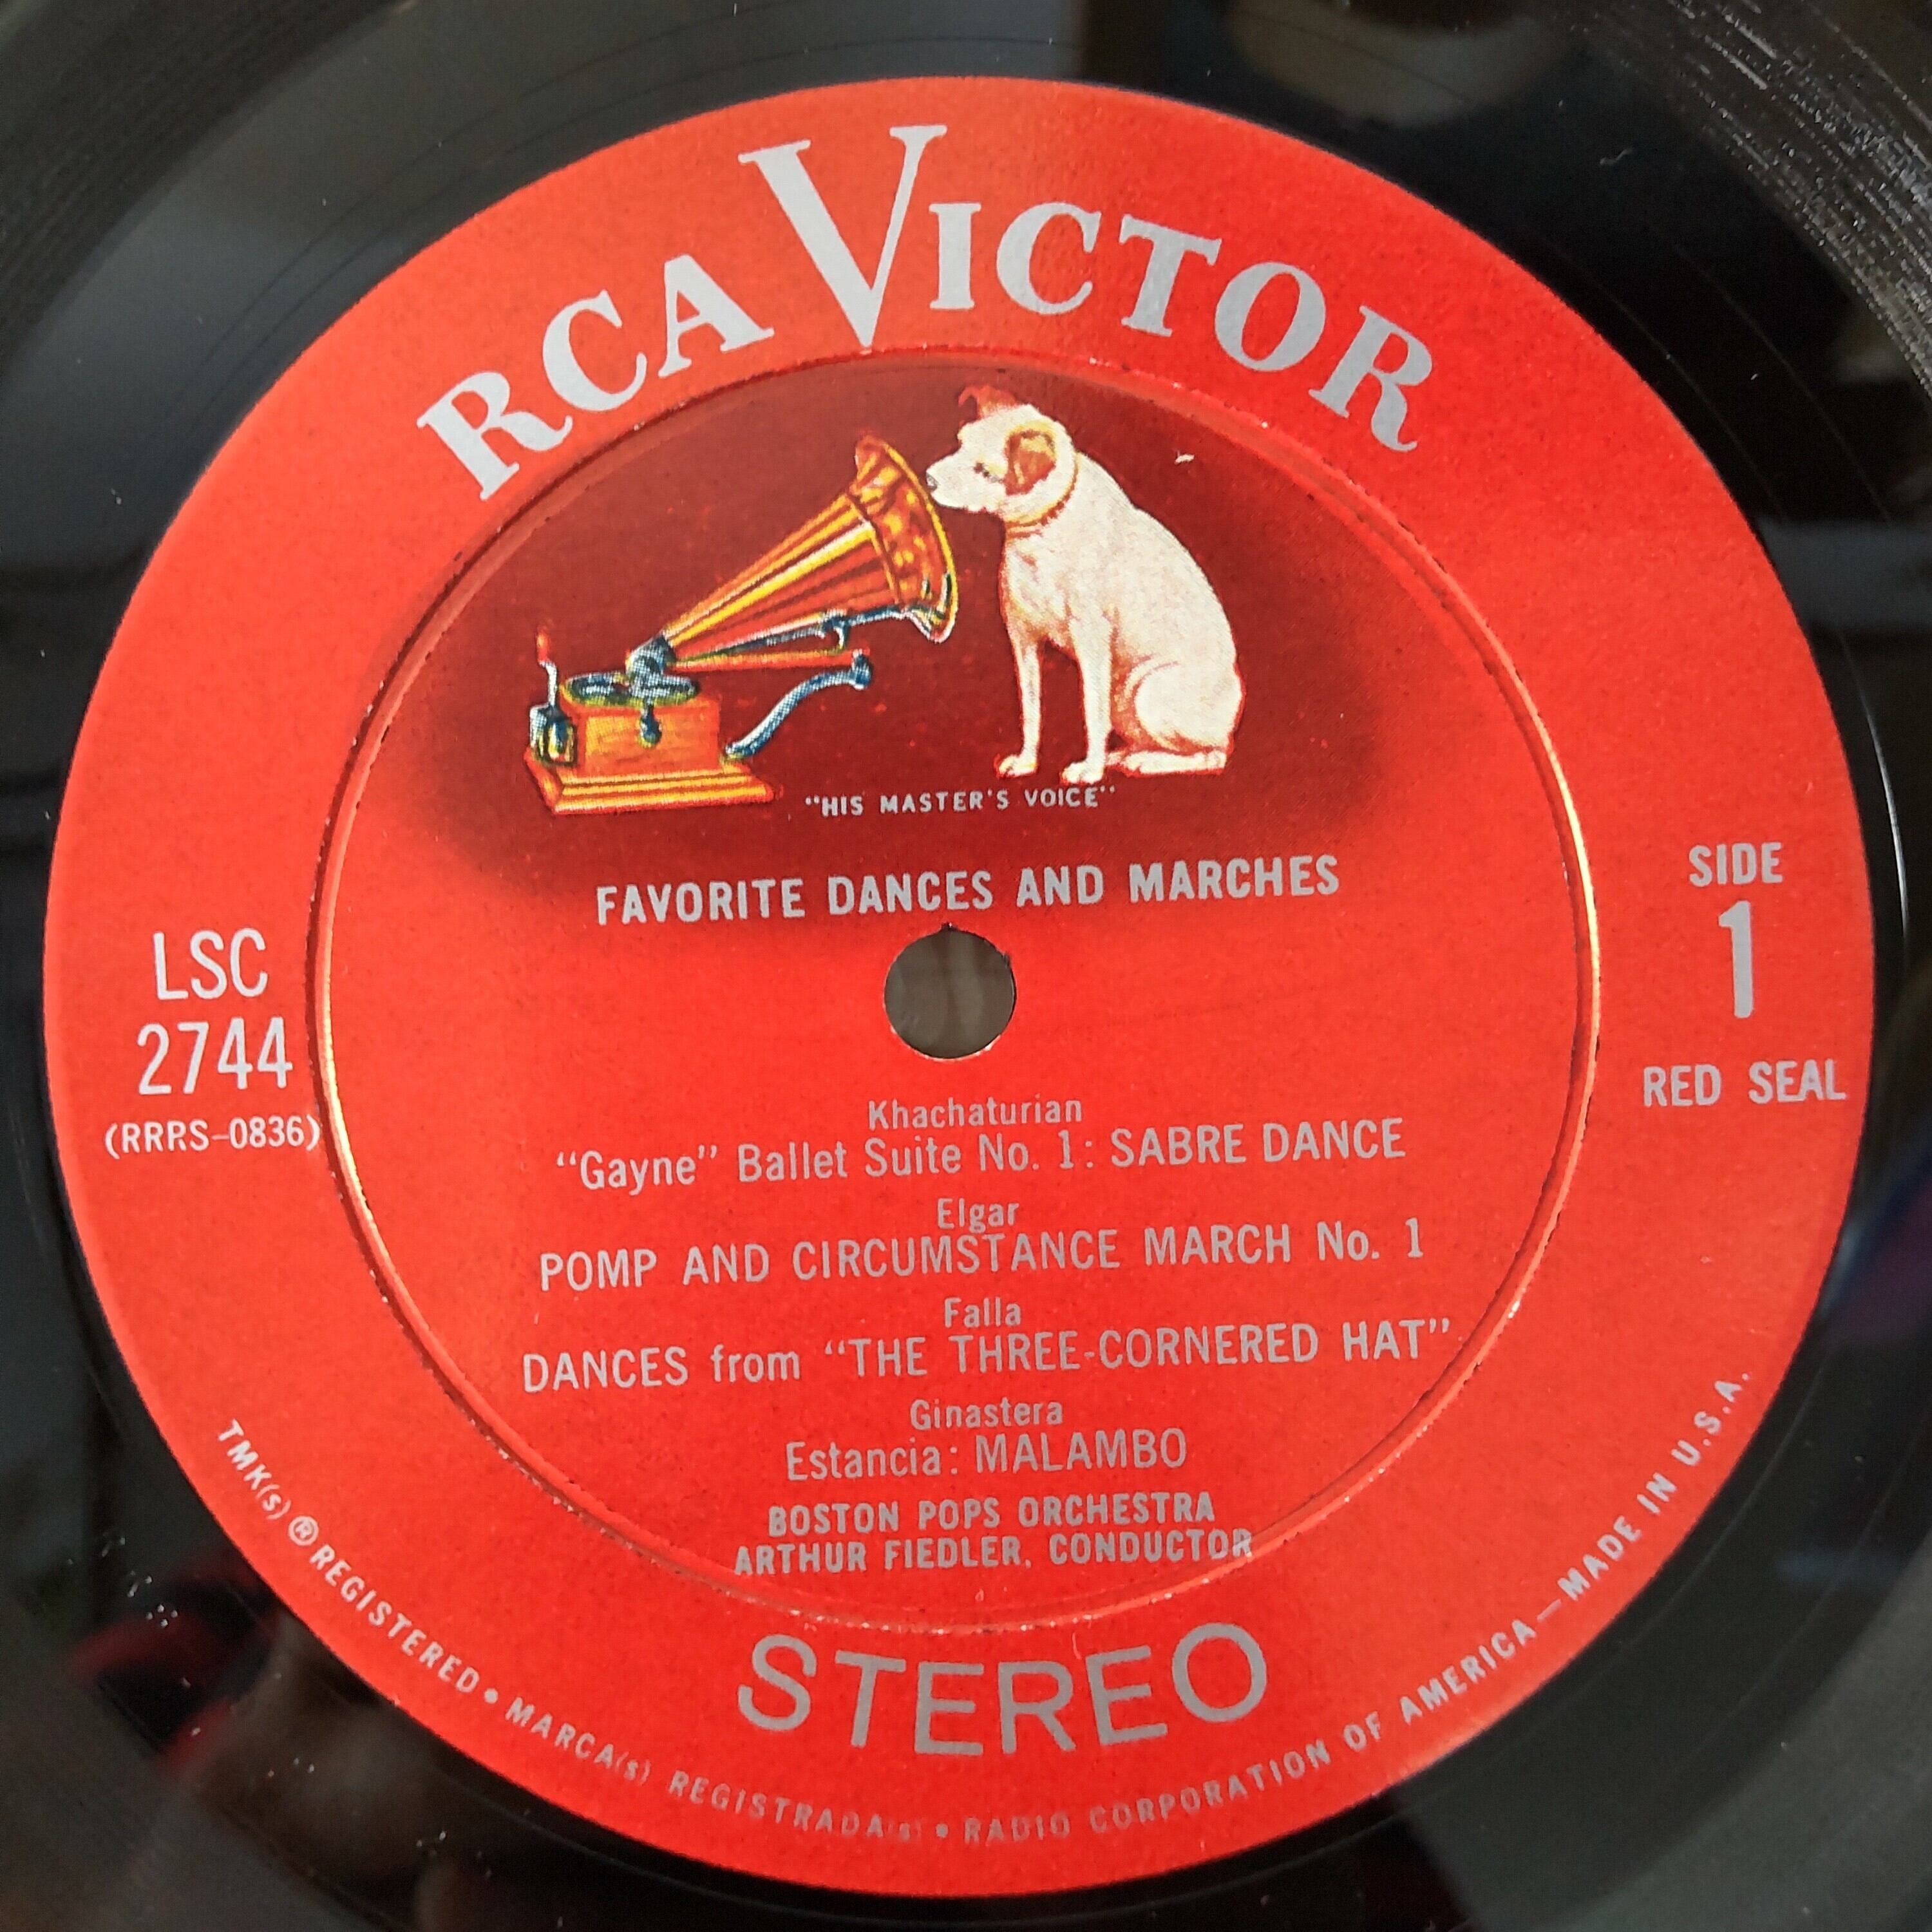 RCA VICTOR
"HIS MASTER'S VOICE"
FAVORITE DANCES AND MARCHES
LSC
2744
(RRRS-0836)
SIDE
1
RED SEAL
Khachaturian
"Gayne" Ballet Suite No. 1: SABRE DANCE
Elgar
POMP AND CIRCUMSTANCE MARCH No. 1
Falla
DANCES from "THE THREE-CORNERED HAT"
Ginastera
Estancia: MALAMBO
BOSTON POPS ORCHESTRA
ARTHUR FIEDLER, CONDUCTOR
STEREO
TMK(s) ® REGISTERED • MARCA(s) REGISTRADA(s) • RADIO CORPORATION OF AMERICA—MADE IN U.S.A.